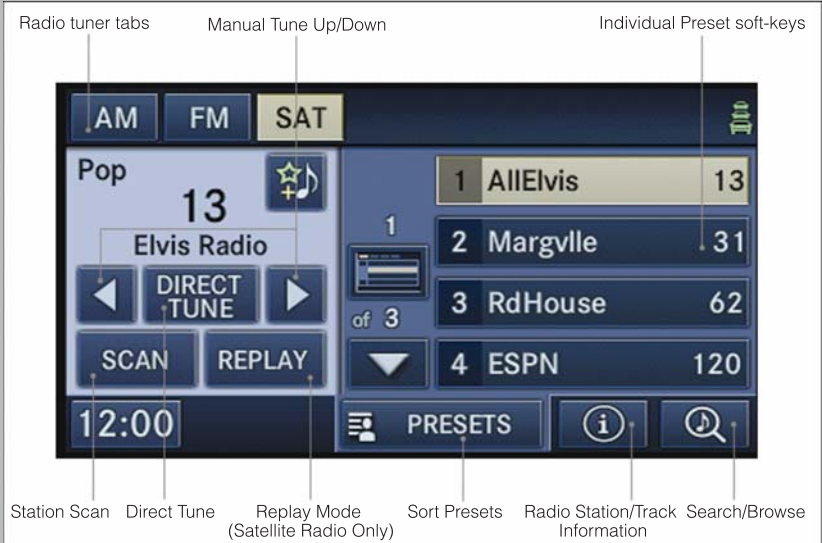 Radio tuner tabs
Manual Tune Up/Down
Individual Preset soft-keys
AM
FM
SAT
Pop
13
Elvis Radio
DIRECT
TUNE
SCAN
REPLAY
1
of 3
1 AllElvis 13
2 Margvlle 31
3 RdHouse 62
4 ESPN 120
12:00
PRESETS
Station Scan
Direct Tune
Replay Mode
(Satellite Radio Only)
Sort Presets
Radio Station/Track
Information
Search/Browse